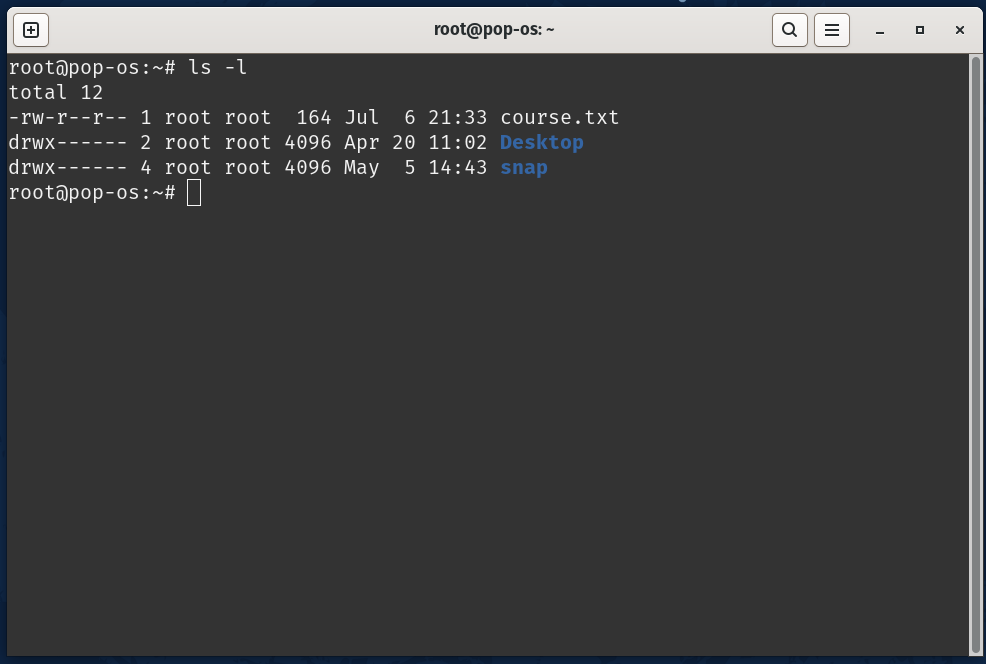 root@pop-os: ~
root@pop-os:~# ls -l
total 12
-rw-r--r-- 1 root root  164 Jul  6 21:33 course.txt
drwx------ 2 root root 4096 Apr 20 11:02 Desktop
drwx------ 4 root root 4096 May  5 14:43 snap
root@pop-os:~#